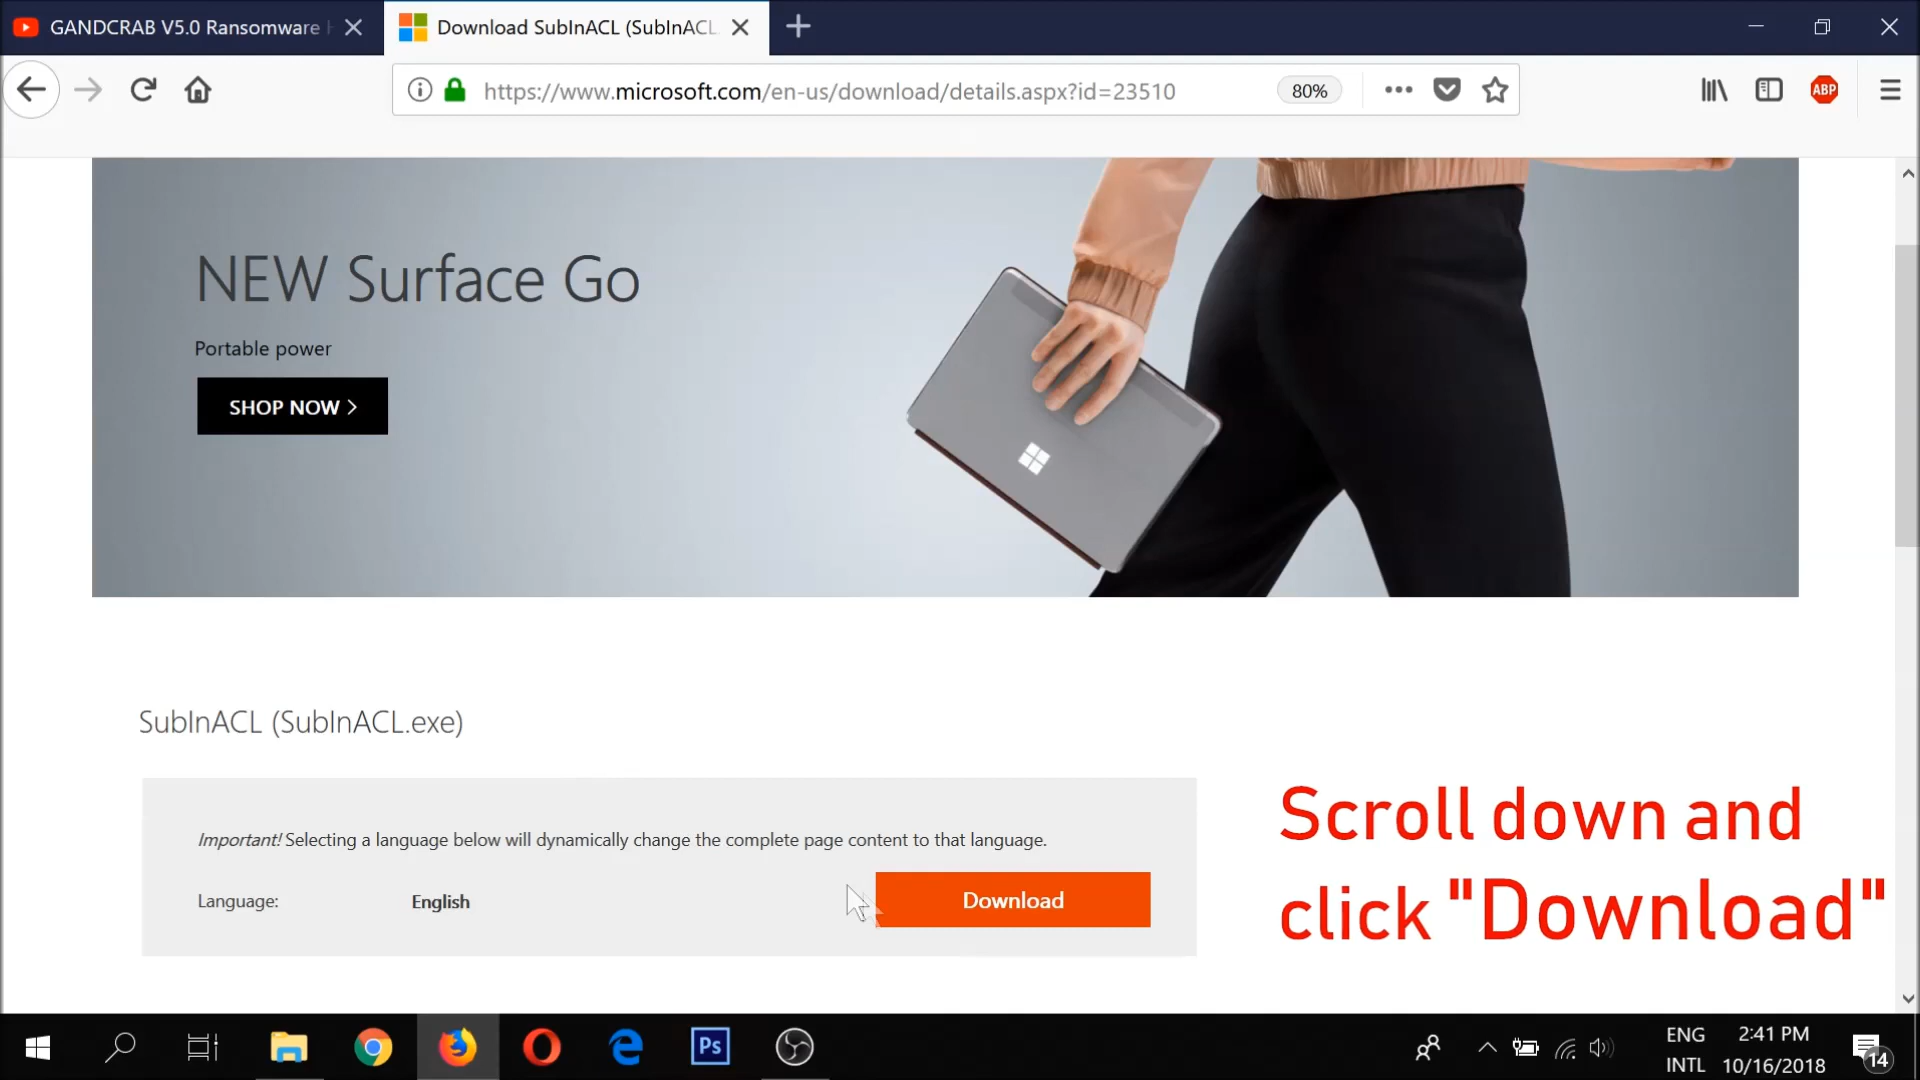 GANDCRAB V5.0 Ransomware
Download SubInACL (SubInACL
https://www.microsoft.com/en-us/download/details.aspx?id=23510
80%
ABP
NEW Surface Go
Portable power
SHOP NOW
SubInACL (SubInACL.exe)
Important! Selecting a language below will dynamically change the complete page content to that language.
Language:
English
Download
Scroll down and
click "Download"
Ps
ENG
INTL
2:41 PM
10/16/2018
14